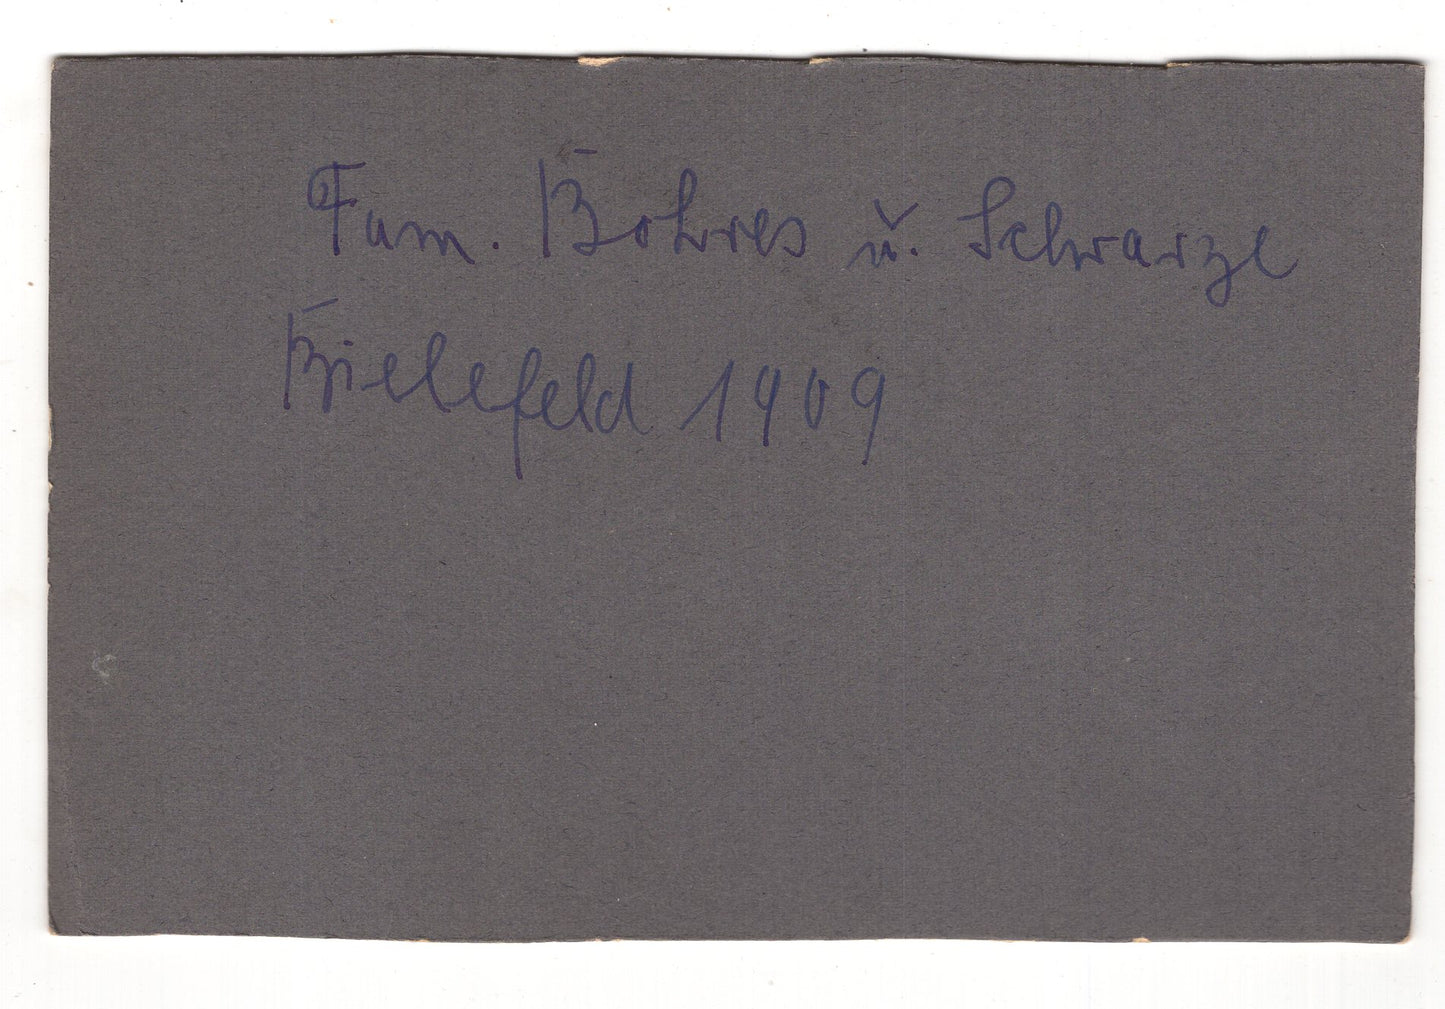 Fam. Bohres u. Schwarze
Bielefeld 1909